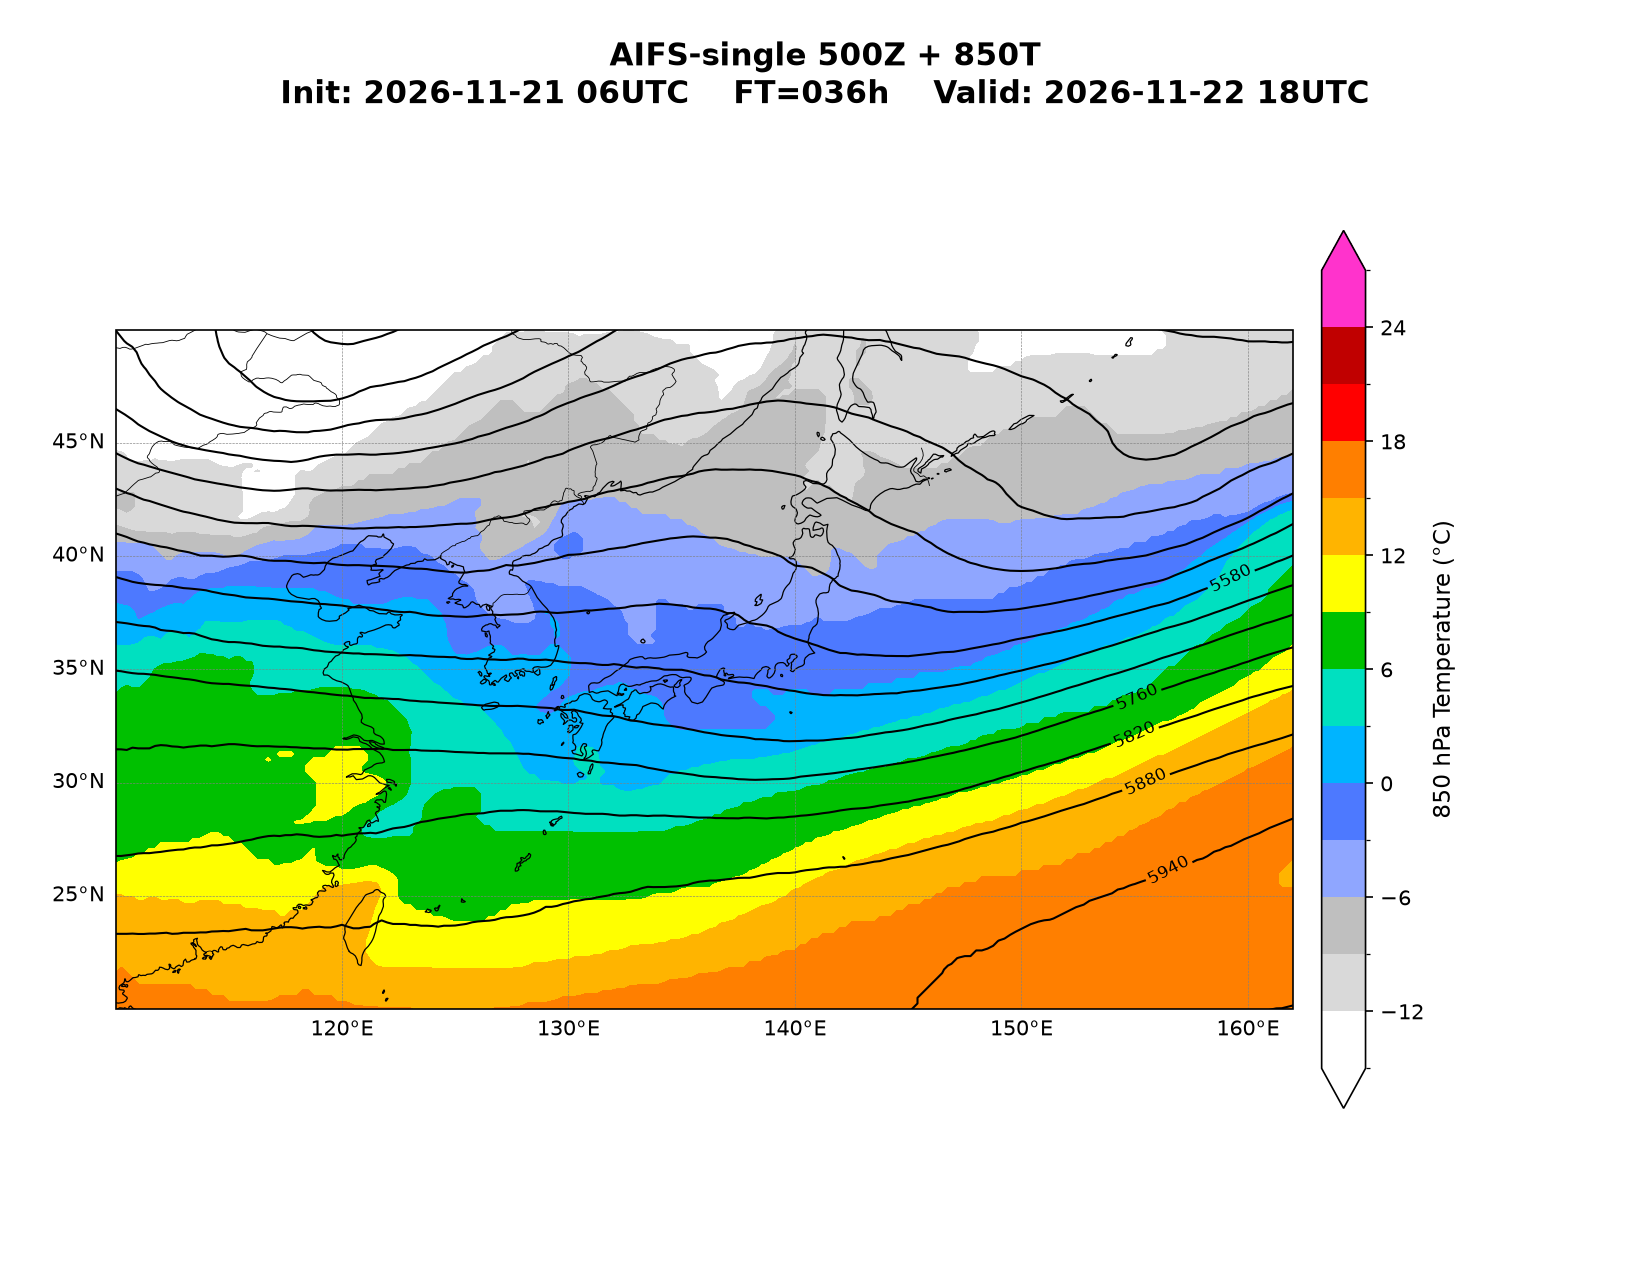 AIFS-single 500Z + 850T
Init: 2026-11-21 06UTC    FT=036h    Valid: 2026-11-22 18UTC
45°N
40°N
35°N
30°N
25°N
120°E
130°E
140°E
150°E
160°E
5580
5760
5820
5880
5940
24
18
12
6
0
−6
−12
850 hPa Temperature (°C)